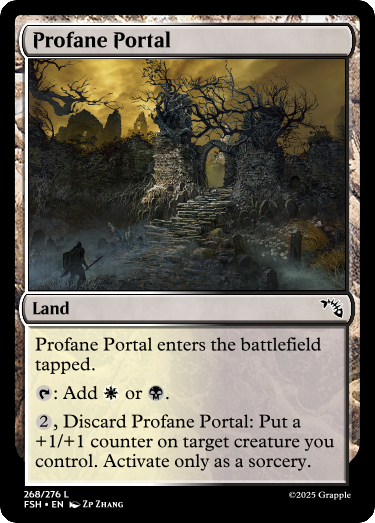 Profane Portal
Land
Profane Portal enters the battlefield
tapped.
: Add or .
2, Discard Profane Portal: Put a
+1/+1 counter on target creature you
control. Activate only as a sorcery.
268/276 L
FSH • EN ZP ZHANG
©2025 Grapple